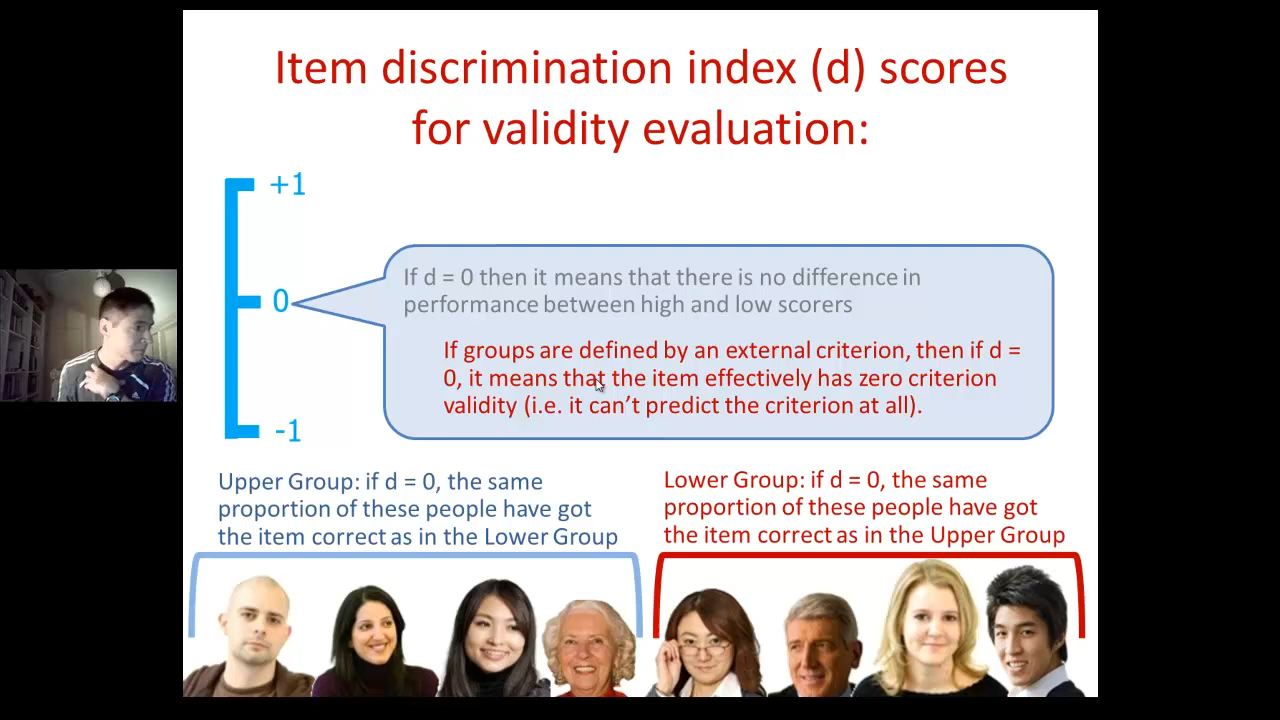 Item discrimination index (d) scores
for validity evaluation:
+1
0
-1
If d = 0 then it means that there is no difference in
performance between high and low scorers
If groups are defined by an external criterion, then if d =
0, it means that the item effectively has zero criterion
validity (i.e. it can’t predict the criterion at all).
Upper Group: if d = 0, the same
proportion of these people have got
the item correct as in the Lower Group
Lower Group: if d = 0, the same
proportion of these people have got
the item correct as in the Upper Group